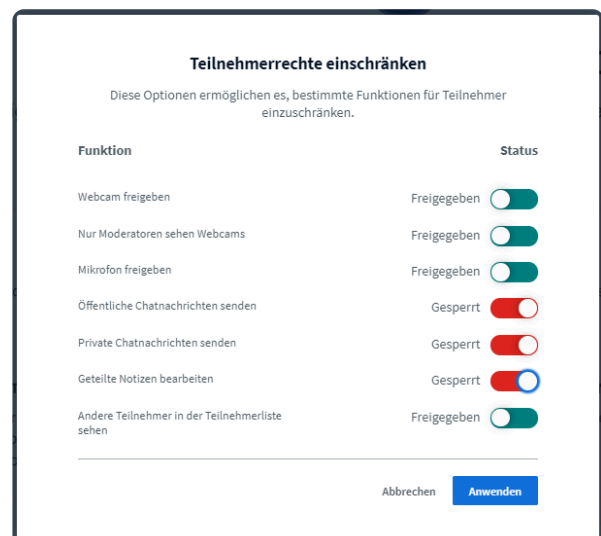 Teilnehmerrechte einschränken
Diese Optionen ermöglichen es, bestimmte Funktionen für Teilnehmer
einzuschränken.
Funktion Status
Webcam freigeben Freigegeben
Nur Moderatoren sehen Webcams Freigegeben
Mikrofon freigeben Freigegeben
Öffentliche Chatnachrichten senden Gesperrt
Private Chatnachrichten senden Gesperrt
Geteilte Notizen bearbeiten Gesperrt
Andere Teilnehmer in der Teilnehmerliste Freigegeben
sehen
Abbrechen Anwenden